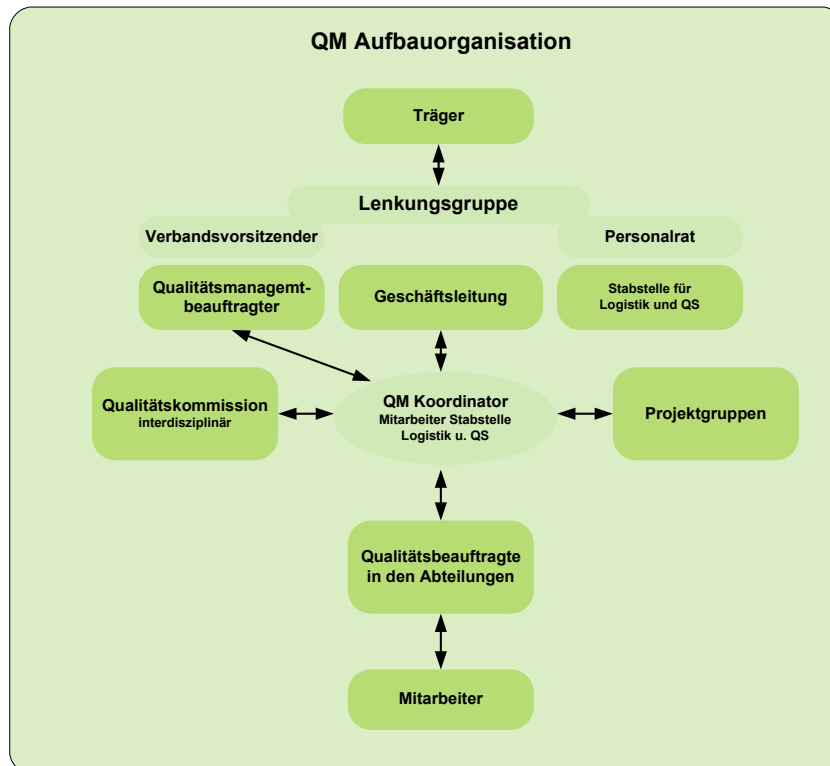 QM Aufbauorganisation
Träger
Lenkungsgruppe
Verbandsvorsitzender
Personalrat
Qualitätsmanagemt-
beauftragter
Geschäftsleitung
Stabstelle für
Logistik und QS
Qualitätskommission
interdisziplinär
QM Koordinator
Mitarbeiter Stabstelle
Logistik u. QS
Projektgruppen
Qualitätsbeauftragte
in den Abteilungen
Mitarbeiter